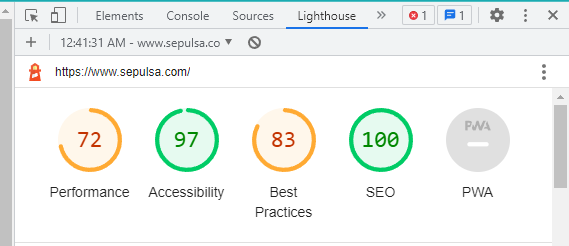 Elements Console Sources Lighthouse » 1 1
+ 12:41:31 AM - www.sepulsa.co
https://www.sepulsa.com/
72 97 83 100 PWA
Performance Accessibility Best Practices SEO PWA